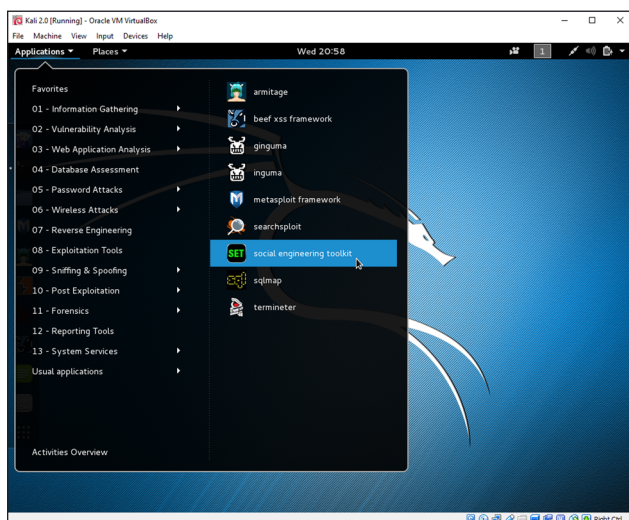 Kali 2.0 [Running] - Oracle VM VirtualBox
File Machine View Input Devices Help
Applications Places Wed 20:58 1
Favorites
01 - Information Gathering
02 - Vulnerability Analysis
03 - Web Application Analysis
04 - Database Assessment
05 - Password Attacks
06 - Wireless Attacks
07 - Reverse Engineering
08 - Exploitation Tools
09 - Sniffing & Spoofing
10 - Post Exploitation
11 - Forensics
12 - Reporting Tools
13 - System Services
Usual applications
Activities Overview
armitage
beef xss framework
ginguma
inguma
metasploit framework
searchsploit
SET social engineering toolkit
sqlmap
termineter
Right Ctrl